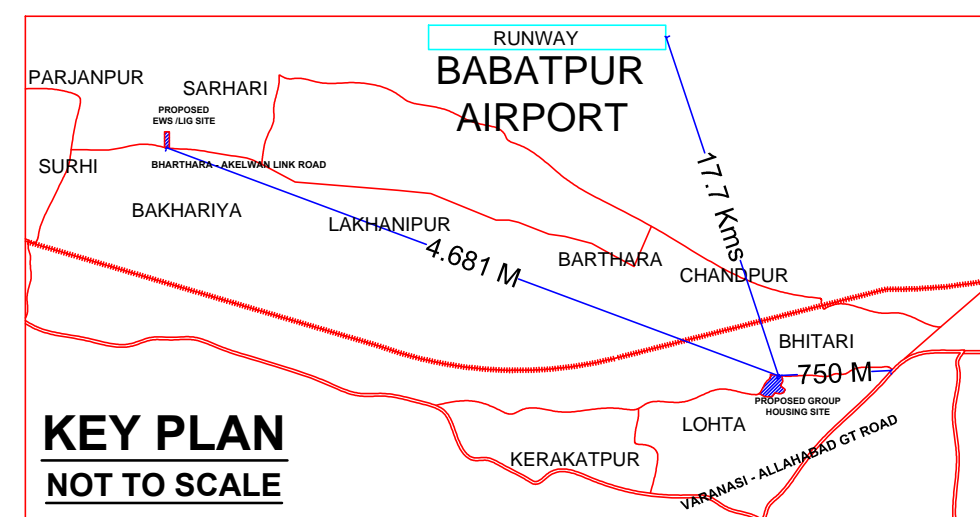 RUNWAY
BABATPUR
AIRPORT
PARJANPUR
SARHARI
PROPOSED
EWS /LIG SITE
SURHI
BHARTHARA - AKELWAN LINK ROAD
BAKHARIYA
LAKHANIPUR
17.7 Kms
4.681 M
BARTHARA
CHANDPUR
BHITARI
750 M
PROPOSED GROUP
HOUSING SITE
LOHTA
KERAKATPUR
VARANASI - ALLAHABAD GT ROAD
KEY PLAN
NOT TO SCALE